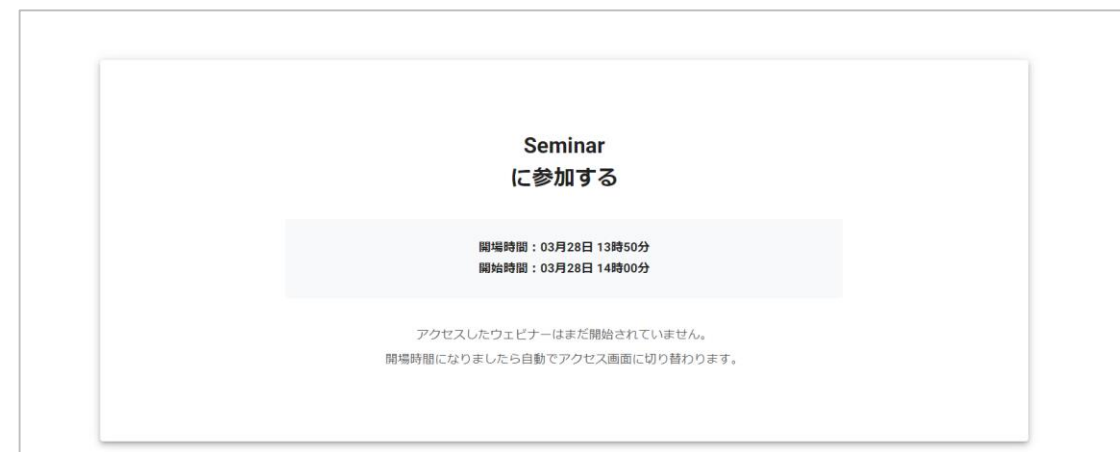 Seminar
に参加する
開場時間：03月28日 13時50分
開始時間：03月28日 14時00分
アクセスしたウェビナーはまだ開始されていません。
開場時間になりましたら自動でアクセス画面に切り替わります。